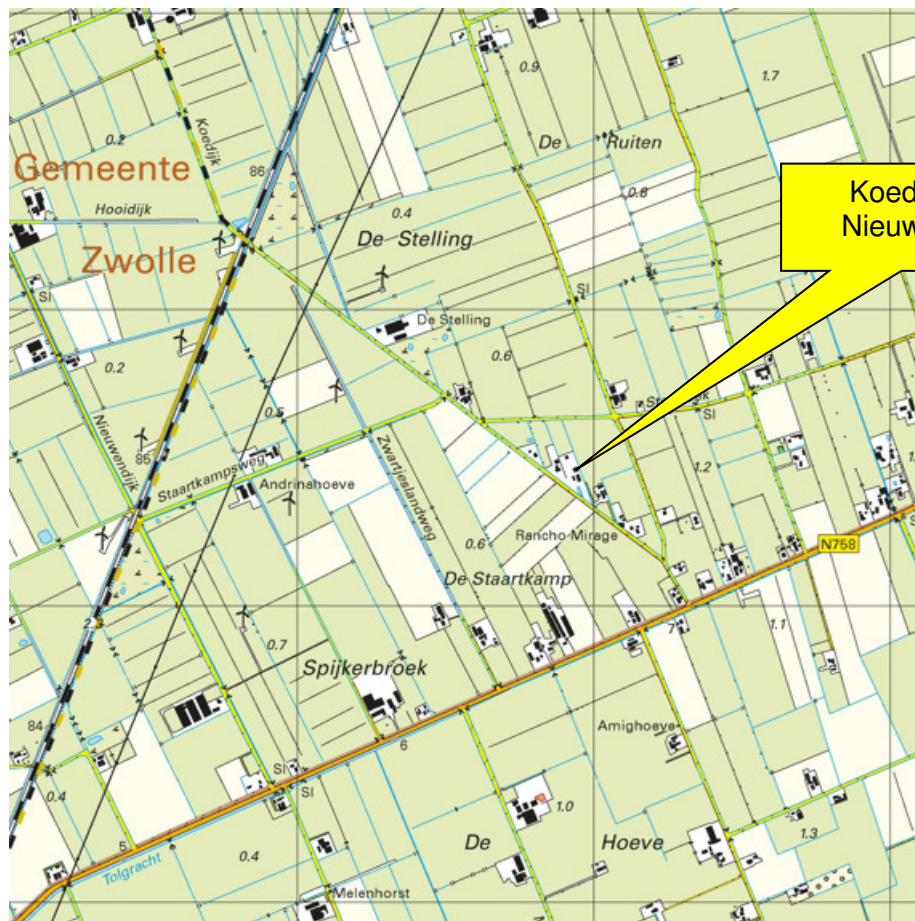 0.9
1.7
0.2
Koedijk
De Ruiten
Gemeente
86
0.8
Koed
Nieuw
Hooidijk
0.4
De Stelling
Zwolle
Sl
Sl
De Stelling
0.2
0.6
0.5
Sl
Nieuwendijk
85
Staartkampsweg
Zwartjeslandweg
1.2
Andrinahoeve
0.6
Rancho Mirage
N758
De Staartkamp
2
7
1.1
0.7
Spijkerbroek
84
6
Amighoeve
Sl
0.4
Sl
1.0
5
De Hoeve
1.3
Tolgracht
0.4
Melenhorst